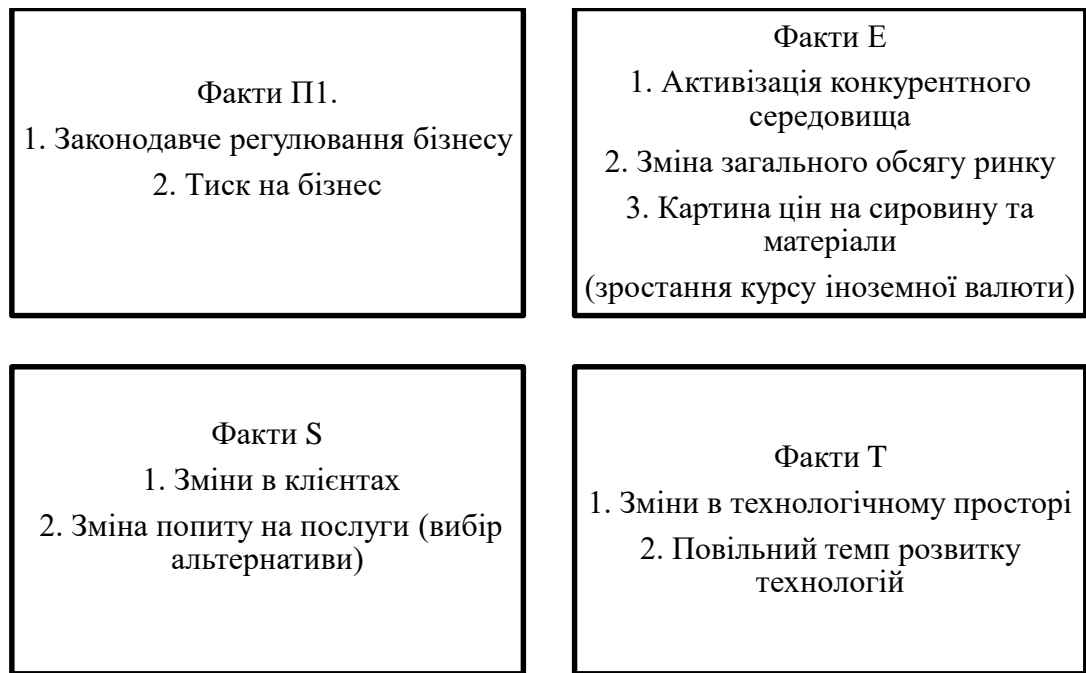 Факти П1.
1. Законодавче регулювання бізнесу
2. Тиск на бізнес
Факти Е
1. Активізація конкурентного
середовища
2. Зміна загального обсягу ринку
3. Картина цін на сировину та
матеріали
(зростання курсу іноземної валюти)
Факти S
1. Зміни в клієнтах
2. Зміна попиту на послуги (вибір
альтернативи)
Факти Т
1. Зміни в технологічному просторі
2. Повільний темп розвитку
технологій